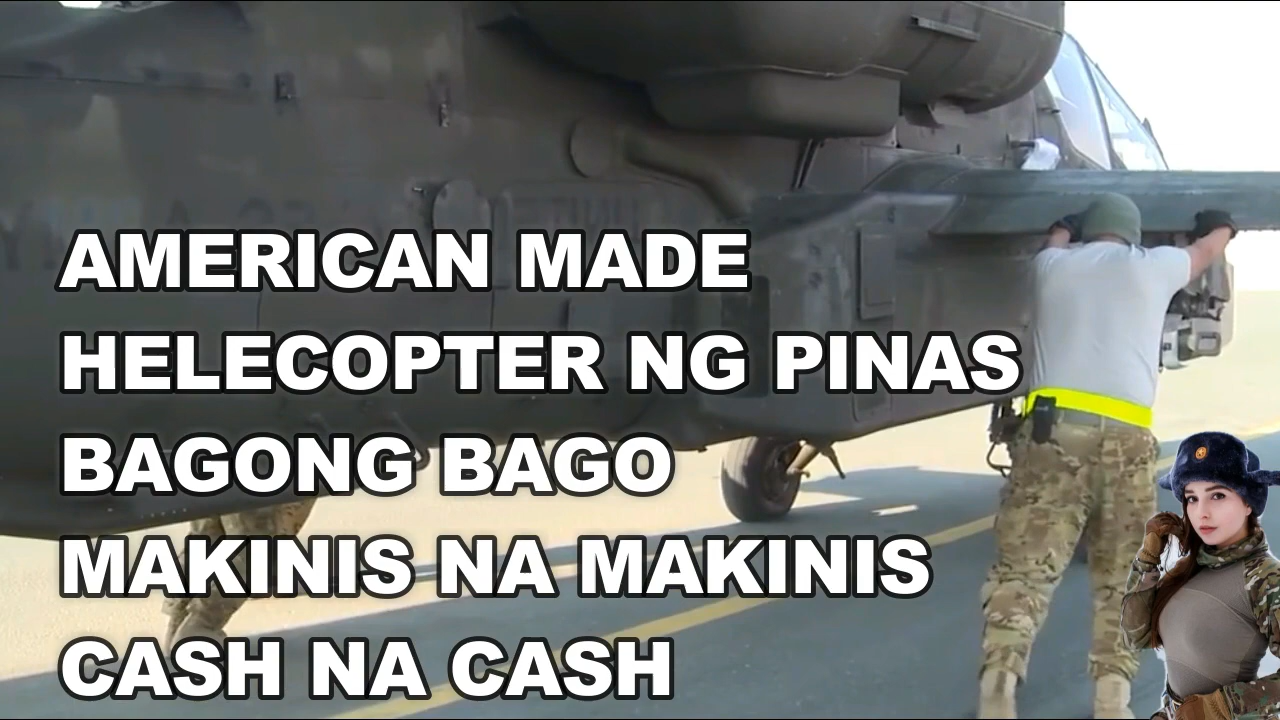 AMERICAN MADE
HELECOPTER NG PINAS
BAGONG BAGO
MAKINIS NA MAKINIS
CASH NA CASH